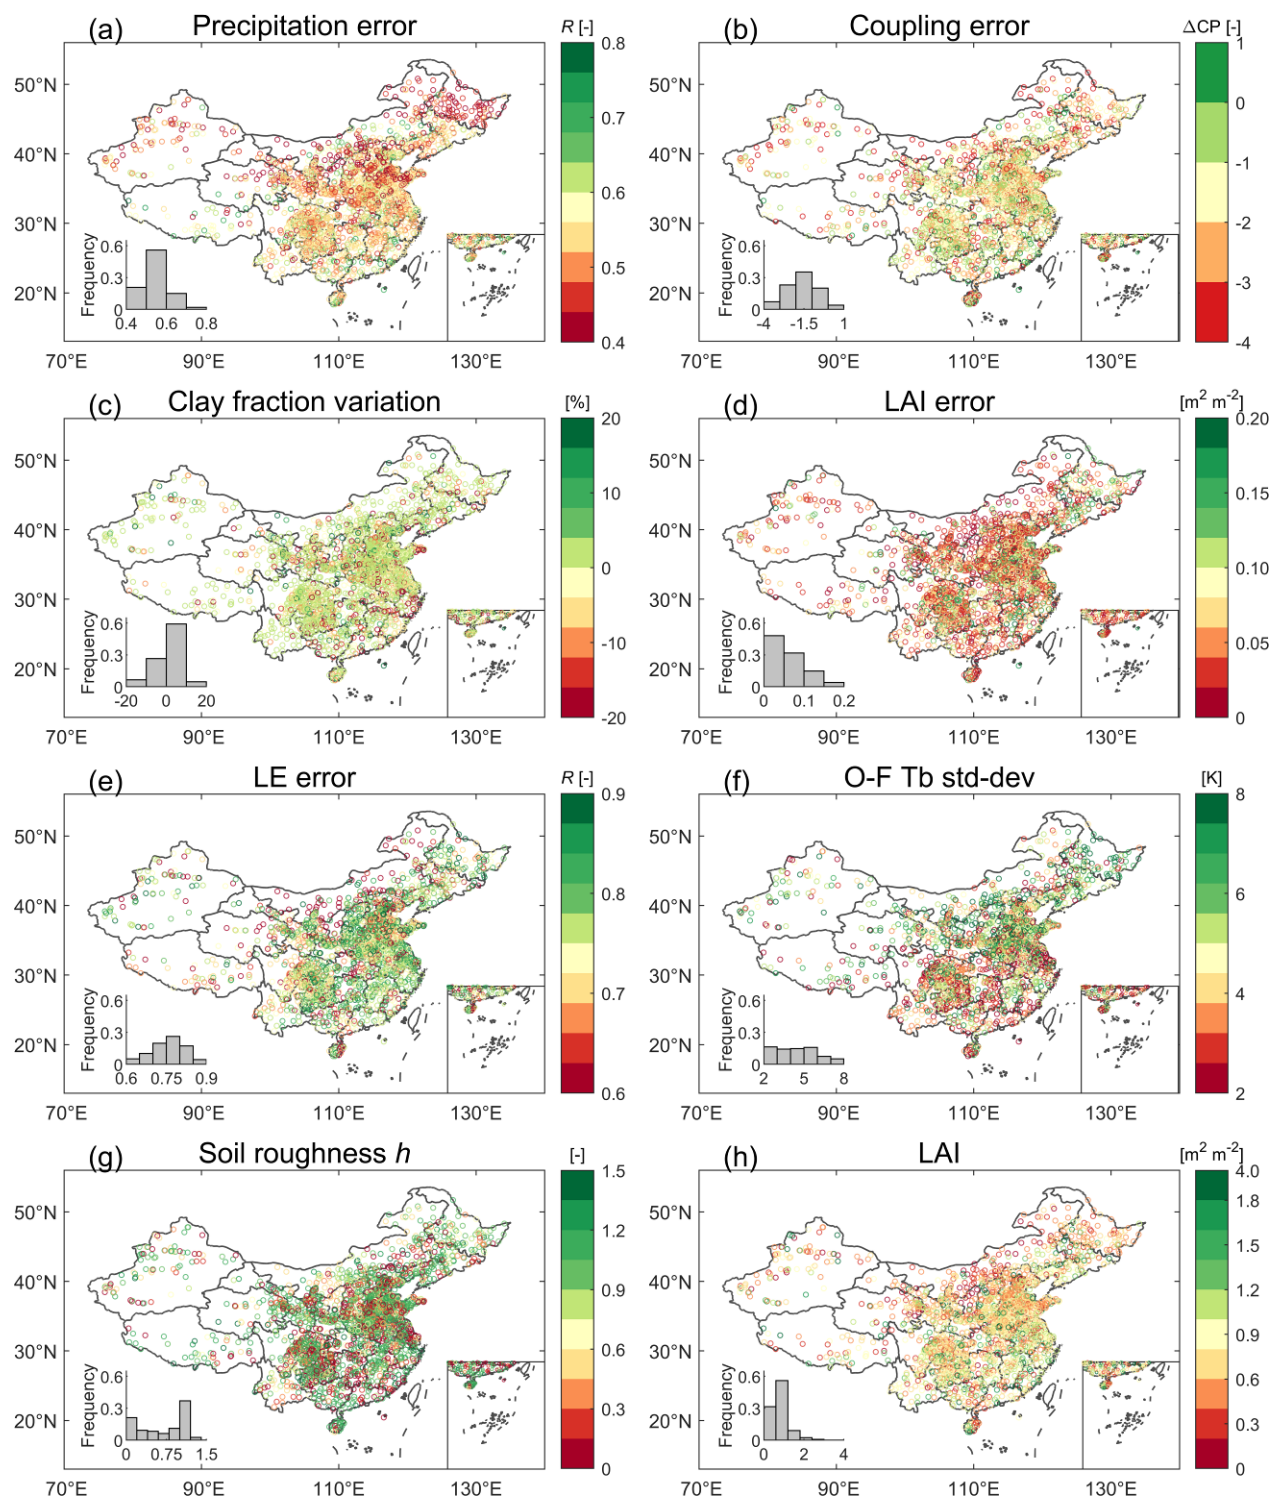 (a) Precipitation error R [-]
50°N
40°N
30°N
20°N
70°E 90°E 110°E 130°E
0.8
0.7
0.6
0.5
0.4
Frequency
0.6
0.3
0
0.4 0.6 0.8
(b) Coupling error ΔCP [-]
50°N
40°N
30°N
20°N
70°E 90°E 110°E 130°E
1
0
-1
-2
-3
-4
Frequency
0.6
0.3
0
-4 -1.5 1
(c) Clay fraction variation [%]
50°N
40°N
30°N
20°N
70°E 90°E 110°E 130°E
20
10
0
-10
-20
Frequency
0.6
0.3
0
-20 0 20
(d) LAI error [m² m⁻²]
50°N
40°N
30°N
20°N
70°E 90°E 110°E 130°E
0.20
0.15
0.10
0.05
0
Frequency
0.6
0.3
0
0 0.1 0.2
(e) LE error R [-]
50°N
40°N
30°N
20°N
70°E 90°E 110°E 130°E
0.9
0.8
0.7
0.6
Frequency
0.6
0.3
0
0.6 0.75 0.9
(f) O-F Tb std-dev [K]
50°N
40°N
30°N
20°N
70°E 90°E 110°E 130°E
8
6
4
2
Frequency
0.6
0.3
0
2 5 8
(g) Soil roughness h [-]
50°N
40°N
30°N
20°N
70°E 90°E 110°E 130°E
1.5
1.2
0.9
0.6
0.3
0
Frequency
0.6
0.3
0
0 0.75 1.5
(h) LAI [m² m⁻²]
50°N
40°N
30°N
20°N
70°E 90°E 110°E 130°E
4.0
1.8
1.5
1.2
0.9
0.6
0.3
0
Frequency
0.6
0.3
0
0 2 4